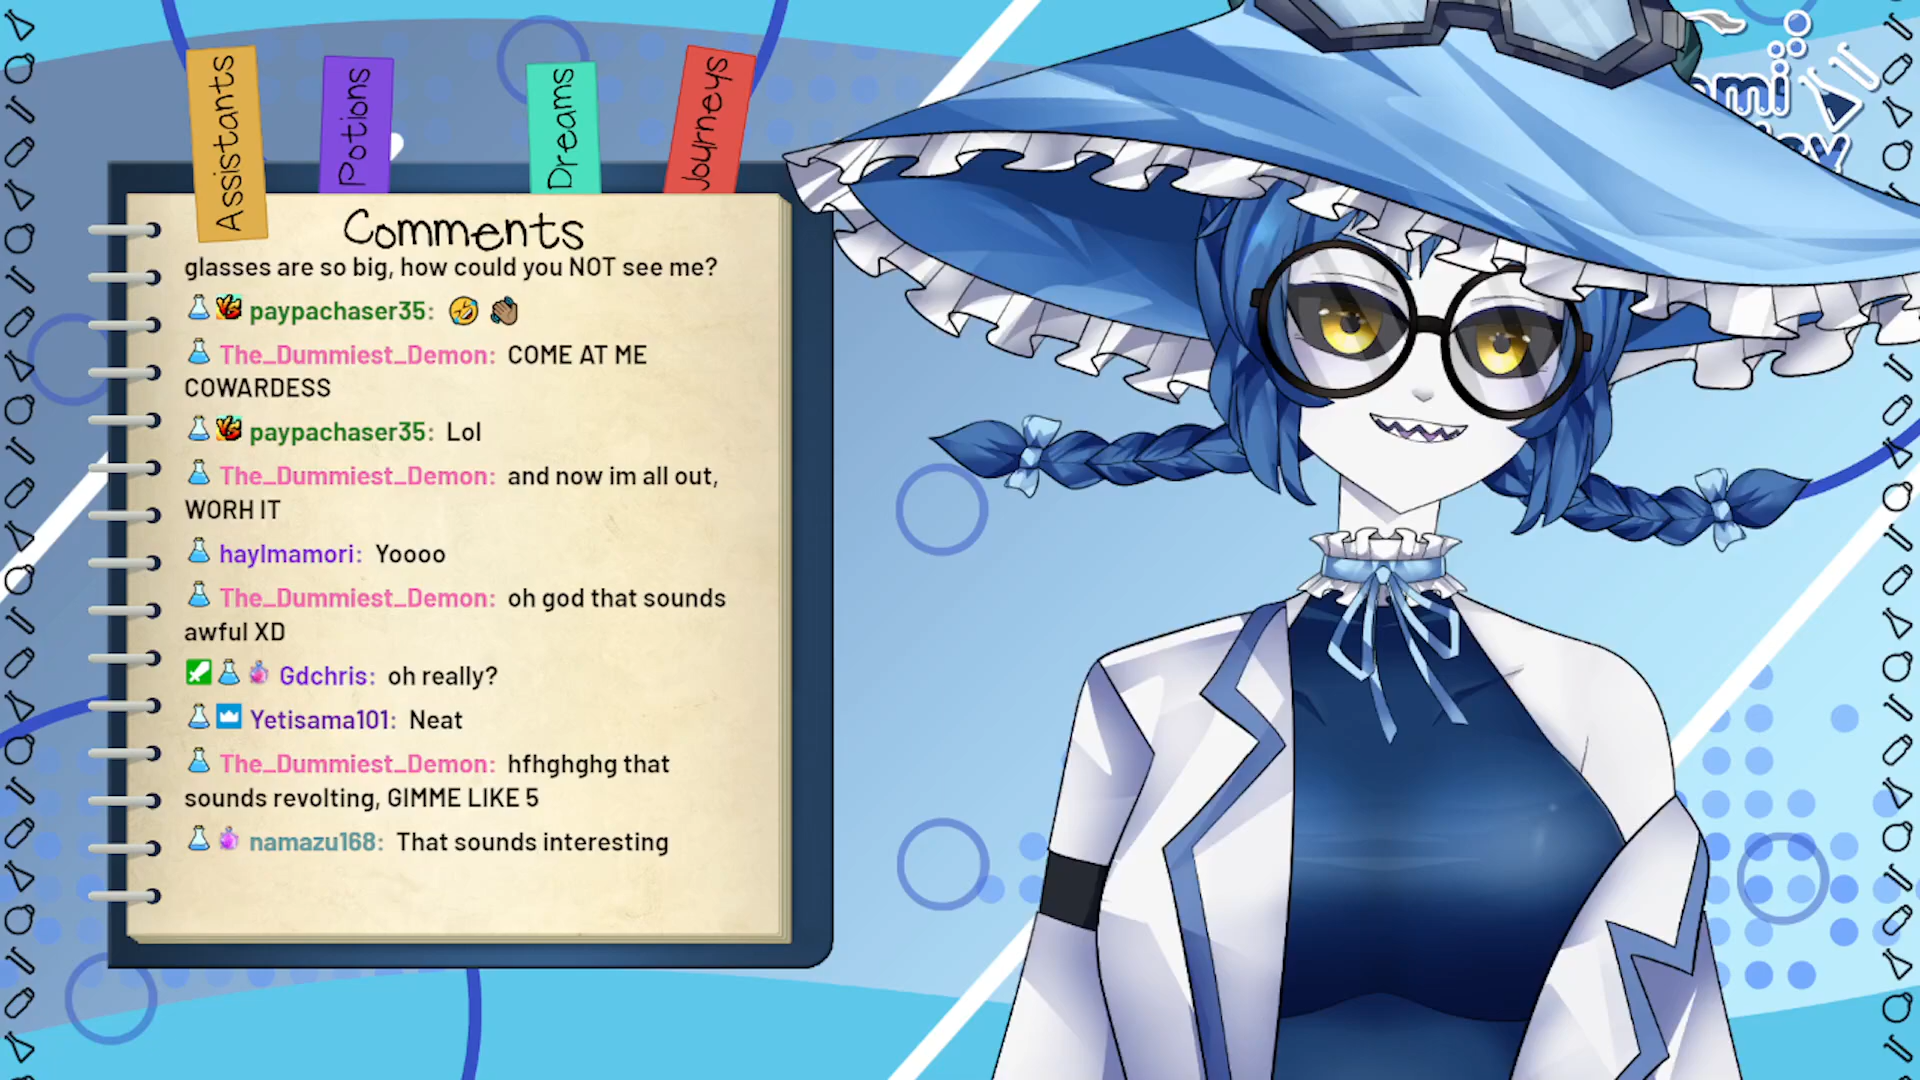 Assistants
Potions
Dreams
Journeys
Comments
glasses are so big, how could you NOT see me?
paypachaser35: 🤣 👏🏽
The_Dummiest_Demon: COME AT ME
COWARDESS
paypachaser35: Lol
The_Dummiest_Demon: and now im all out,
WORH IT
haylmamori: Yoooo
The_Dummiest_Demon: oh god that sounds
awful XD
Gdchris: oh really?
Yetisama101: Neat
The_Dummiest_Demon: hfhghghg that
sounds revolting, GIMME LIKE 5
namazu168: That sounds interesting